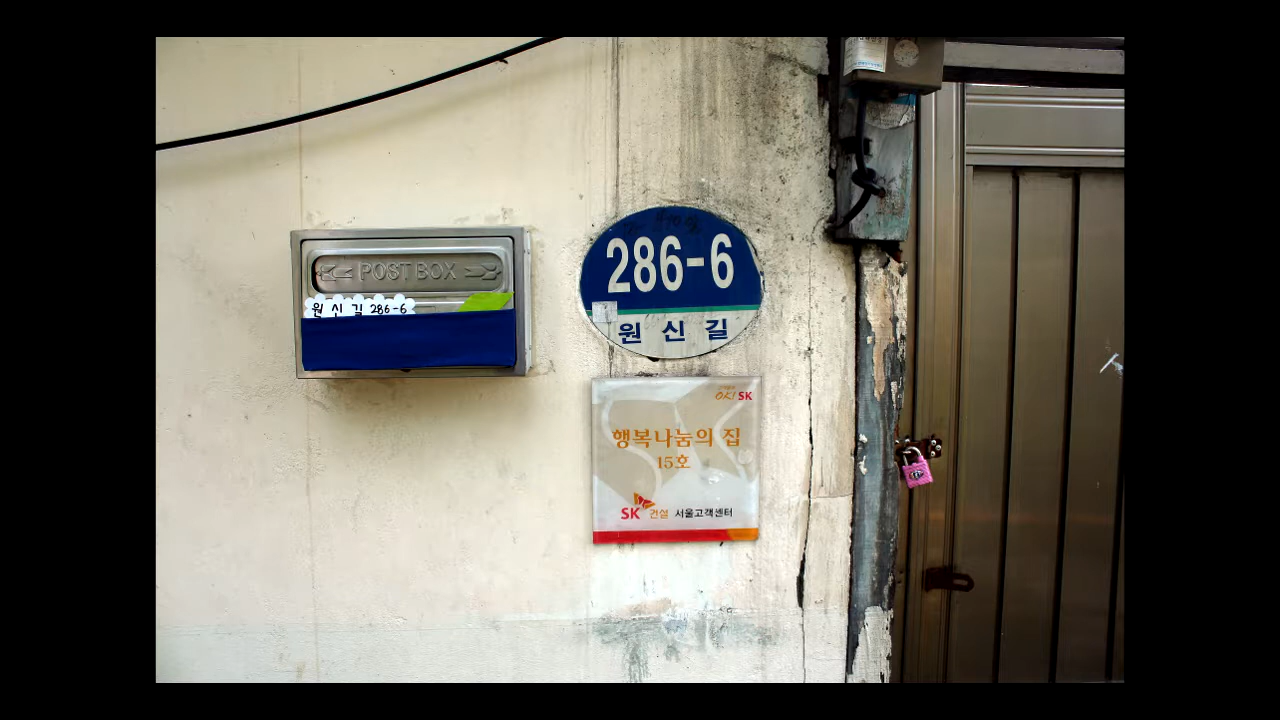 POST BOX
원 신 길 286-6
286-6
원 신 길
OK! SK
행복나눔의 집
15호
SK 건설 서울고객센터